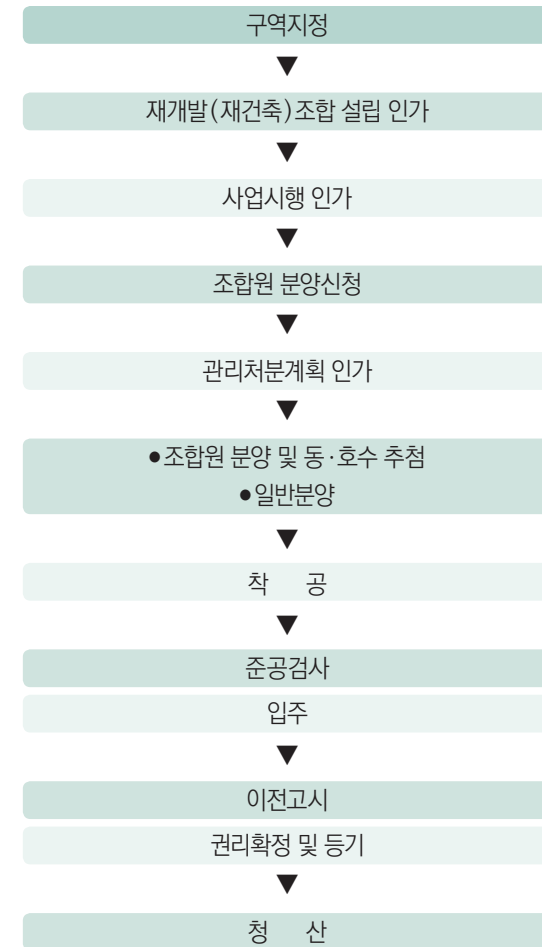 구역지정
▼
재개발(재건축)조합 설립 인가
▼
사업시행 인가
▼
조합원 분양신청
▼
관리처분계획 인가
▼
●조합원 분양 및 동·호수 추첨
●일반분양
▼
착 공
▼
준공검사
입주
▼
이전고시
권리확정 및 등기
▼
청 산